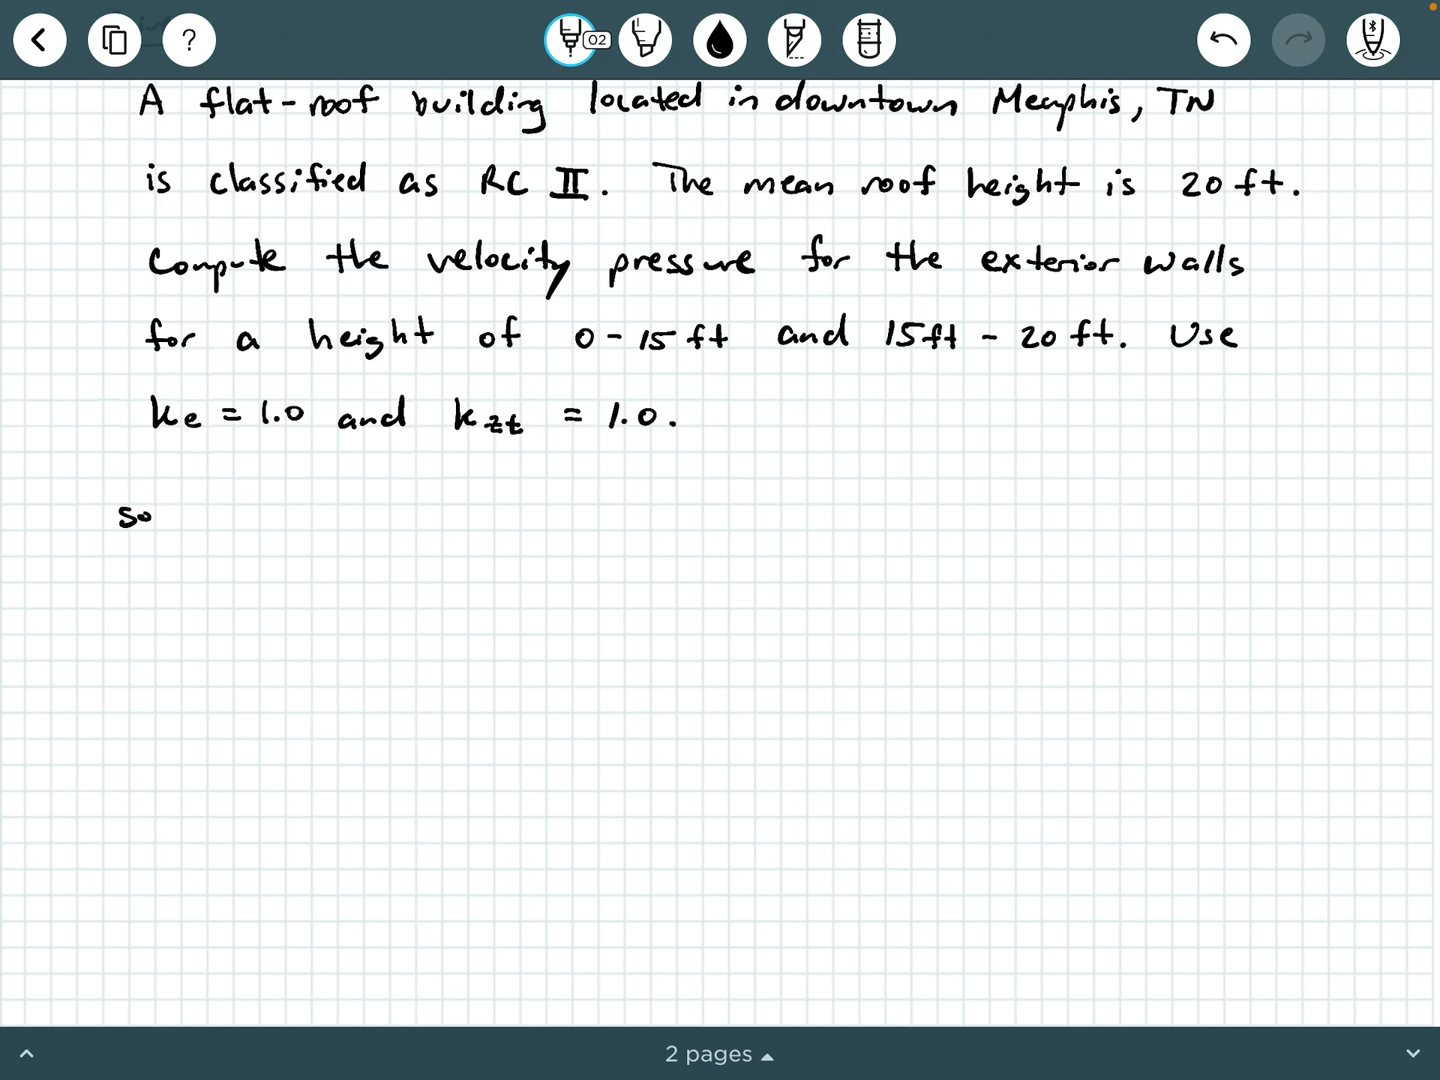 ?
02
A flat-roof building located in downtown Memphis, TN
is classified as RC II. The mean roof height is 20 ft.
Compute the velocity pressure for the exterior walls
for a height of 0-15 ft and 15ft - 20 ft. Use
ke = 1.0 and kzt = 1.0.
so
2 pages